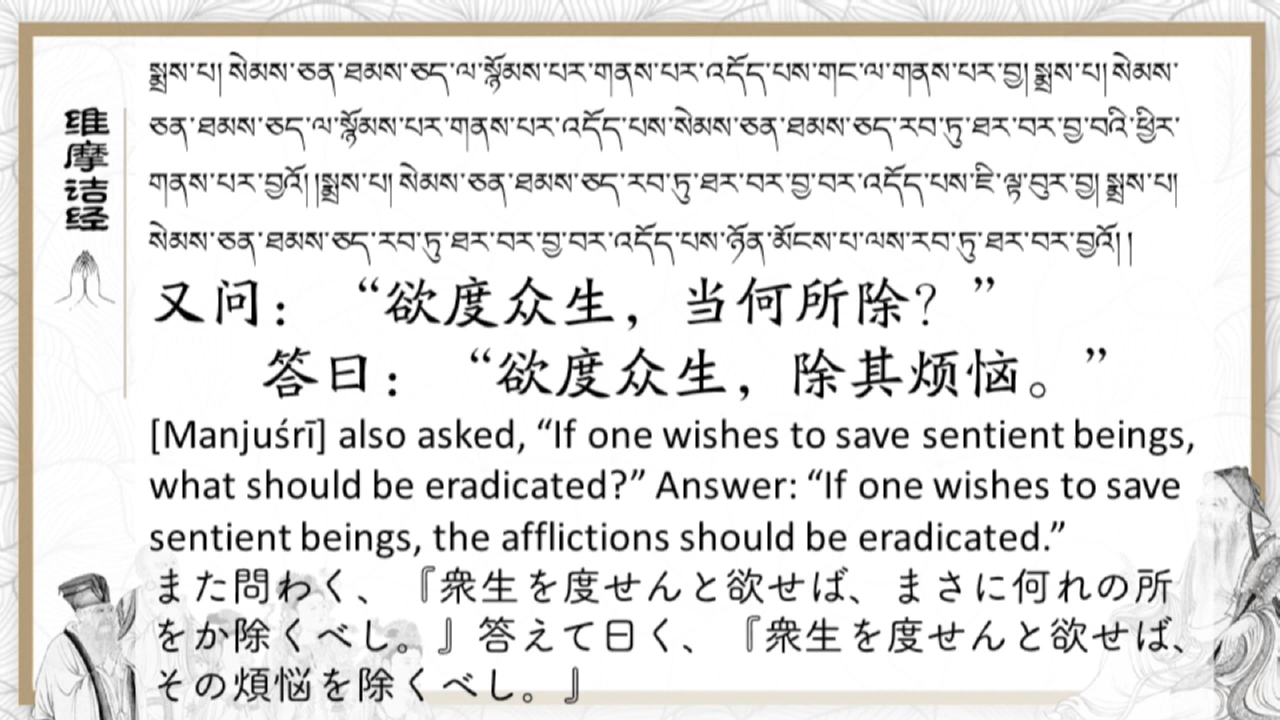 维摩诘经
སྨྲས་པ། སེམས་ཅན་ཐམས་ཅད་ལ་སྙོམས་པར་གནས་པར་འདོད་པས་གང་ལ་གནས་པར་བྱ། སྨྲས་པ། སེམས་
ཅན་ཐམས་ཅད་ལ་སྙོམས་པར་གནས་པར་འདོད་པས་སེམས་ཅན་ཐམས་ཅད་རབ་ཏུ་ཐར་བར་བྱ་བའི་ཕྱིར་
གནས་པར་བྱའོ། །སྨྲས་པ། སེམས་ཅན་ཐམས་ཅད་རབ་ཏུ་ཐར་བར་བྱ་བར་འདོད་པས་ཇི་ལྟ་བུར་བྱ། སྨྲས་པ།
སེམས་ཅན་ཐམས་ཅད་རབ་ཏུ་ཐར་བར་བྱ་བར་འདོད་པས་ཉོན་མོངས་པ་ལས་རབ་ཏུ་ཐར་བར་བྱའོ། །
又问：“欲度众生，当何所除？”
答曰：“欲度众生，除其烦恼。”
[Manjuśrī] also asked, “If one wishes to save sentient beings,
what should be eradicated?” Answer: “If one wishes to save
sentient beings, the afflictions should be eradicated.”
また問わく、『衆生を度せんと欲せば、まさに何れの所
をか除くべし。』答えて曰く、『衆生を度せんと欲せば、
その煩悩を除くべし。』